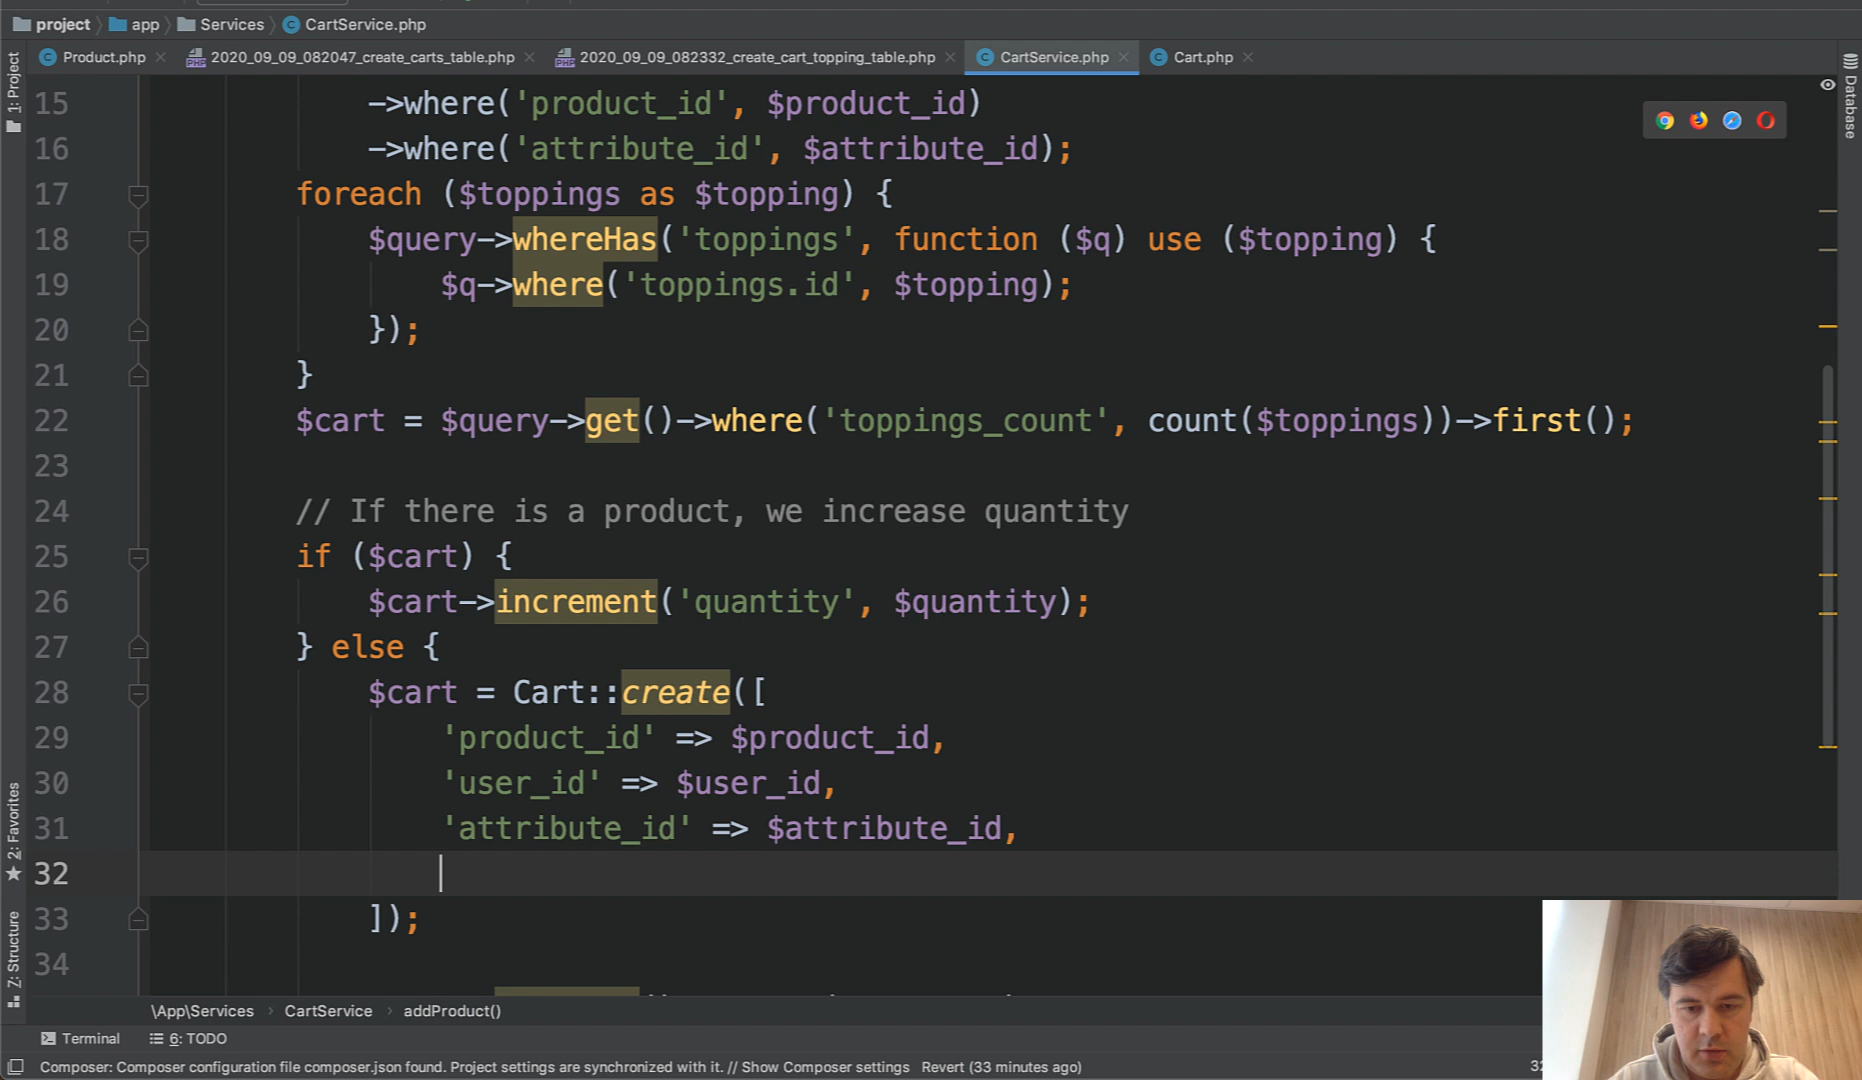 project app Services CartService.php
Product.php 2020_09_09_082047_create_carts_table.php 2020_09_09_082332_create_cart_topping_table.php CartService.php Cart.php
1: Project
Database
15 ->where('product_id', $product_id)
16 ->where('attribute_id', $attribute_id);
17 foreach ($toppings as $topping) {
18 $query->whereHas('toppings', function ($q) use ($topping) {
19 $q->where('toppings.id', $topping);
20 });
21 }
22 $cart = $query->get()->where('toppings_count', count($toppings))->first();
23
24 // If there is a product, we increase quantity
25 if ($cart) {
26 $cart->increment('quantity', $quantity);
27 } else {
28 $cart = Cart::create([
29 'product_id' => $product_id,
30 'user_id' => $user_id,
31 'attribute_id' => $attribute_id,
32
33 ]);
34
2: Favorites
Z: Structure
\App\Services › CartService › addProduct()
Terminal 6: TODO
Composer: Composer configuration file composer.json found. Project settings are synchronized with it. // Show Composer settings Revert (33 minutes ago)